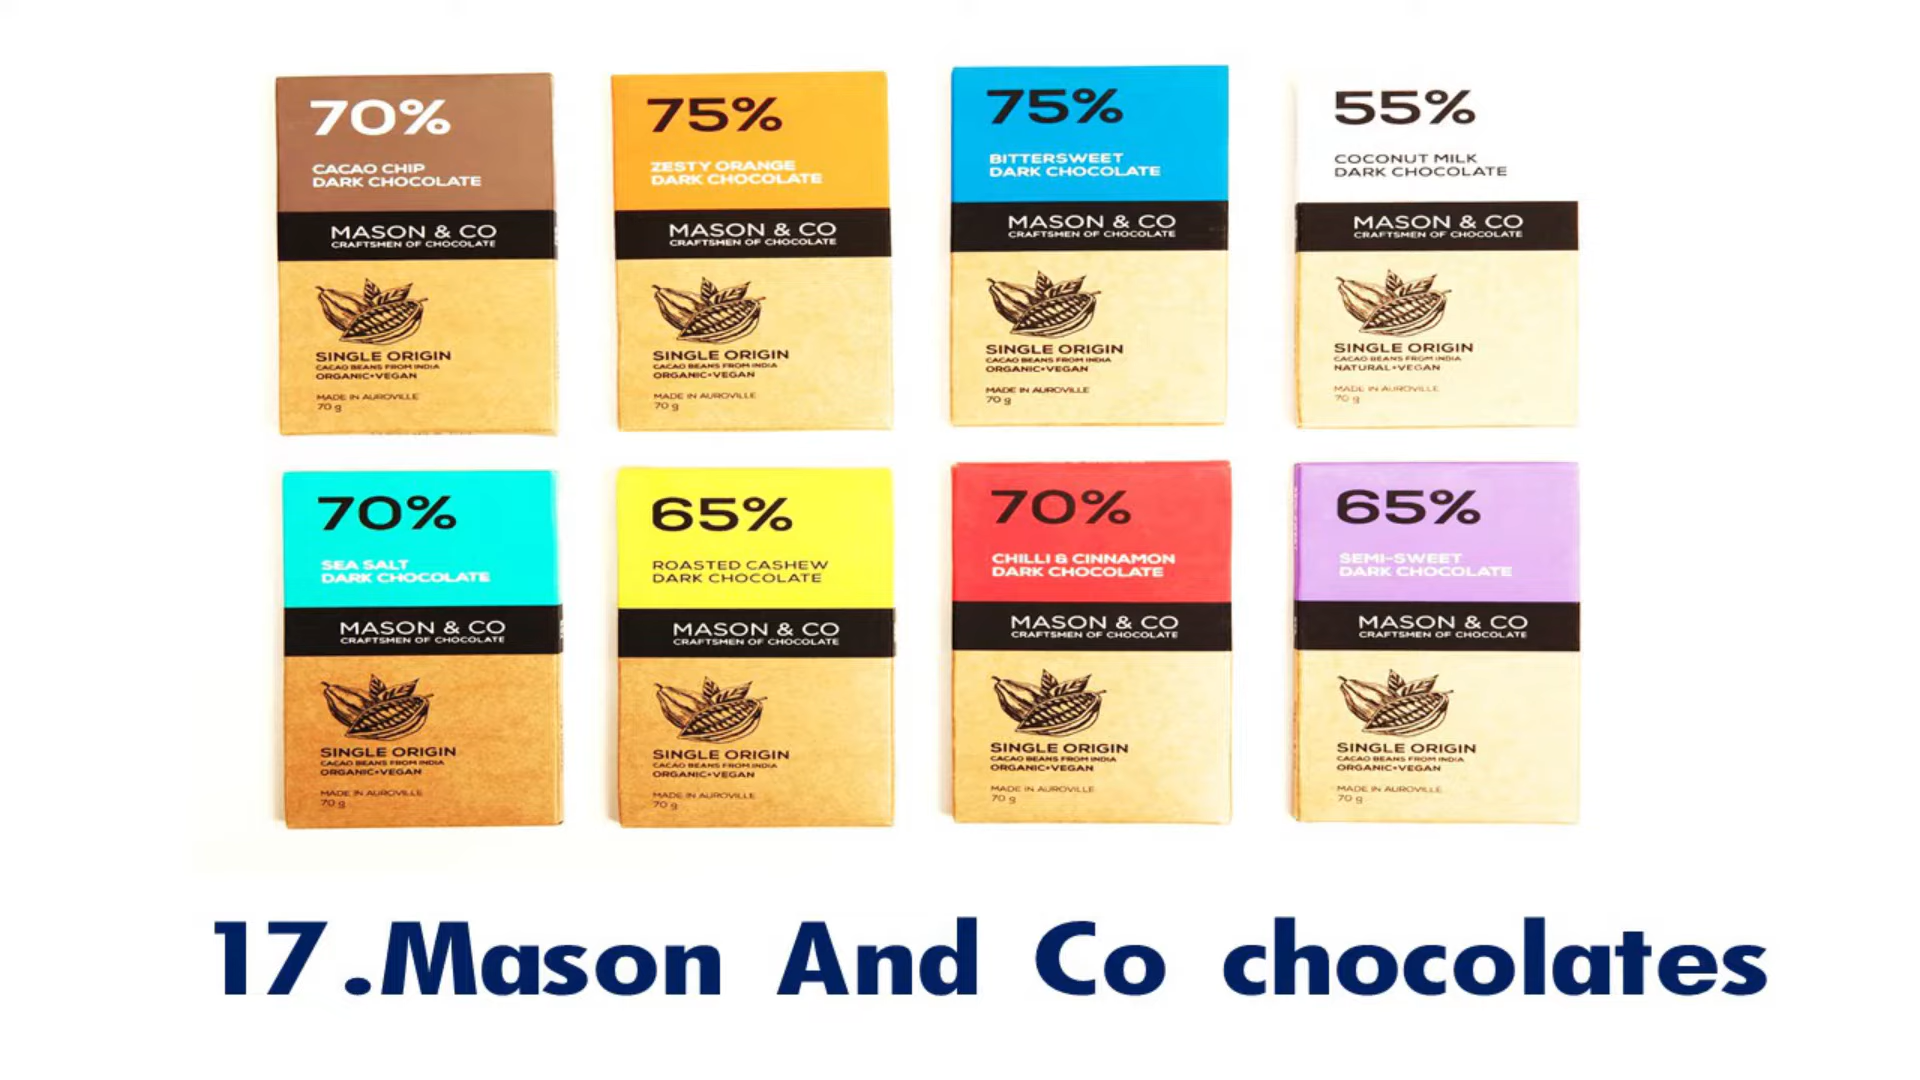 70%
CACAO CHIP
DARK CHOCOLATE
MASON & CO
CRAFTSMEN OF CHOCOLATE
SINGLE ORIGIN
CACAO BEANS FROM INDIA
ORGANIC•VEGAN
MADE IN AUROVILLE
70 g
75%
ZESTY ORANGE
DARK CHOCOLATE
MASON & CO
CRAFTSMEN OF CHOCOLATE
SINGLE ORIGIN
CACAO BEANS FROM INDIA
ORGANIC•VEGAN
MADE IN AUROVILLE
70 g
75%
BITTERSWEET
DARK CHOCOLATE
MASON & CO
CRAFTSMEN OF CHOCOLATE
SINGLE ORIGIN
CACAO BEANS FROM INDIA
ORGANIC•VEGAN
MADE IN AUROVILLE
70 g
55%
COCONUT MILK
DARK CHOCOLATE
MASON & CO
CRAFTSMEN OF CHOCOLATE
SINGLE ORIGIN
CACAO BEANS FROM INDIA
NATURAL•VEGAN
MADE IN AUROVILLE
70 g
70%
SEA SALT
DARK CHOCOLATE
MASON & CO
CRAFTSMEN OF CHOCOLATE
SINGLE ORIGIN
CACAO BEANS FROM INDIA
ORGANIC•VEGAN
MADE IN AUROVILLE
70 g
65%
ROASTED CASHEW
DARK CHOCOLATE
MASON & CO
CRAFTSMEN OF CHOCOLATE
SINGLE ORIGIN
CACAO BEANS FROM INDIA
ORGANIC•VEGAN
MADE IN AUROVILLE
70 g
70%
CHILLI & CINNAMON
DARK CHOCOLATE
MASON & CO
CRAFTSMEN OF CHOCOLATE
SINGLE ORIGIN
CACAO BEANS FROM INDIA
ORGANIC•VEGAN
MADE IN AUROVILLE
70 g
65%
SEMI-SWEET
DARK CHOCOLATE
MASON & CO
CRAFTSMEN OF CHOCOLATE
SINGLE ORIGIN
CACAO BEANS FROM INDIA
ORGANIC•VEGAN
MADE IN AUROVILLE
70 g
17.Mason And Co chocolates